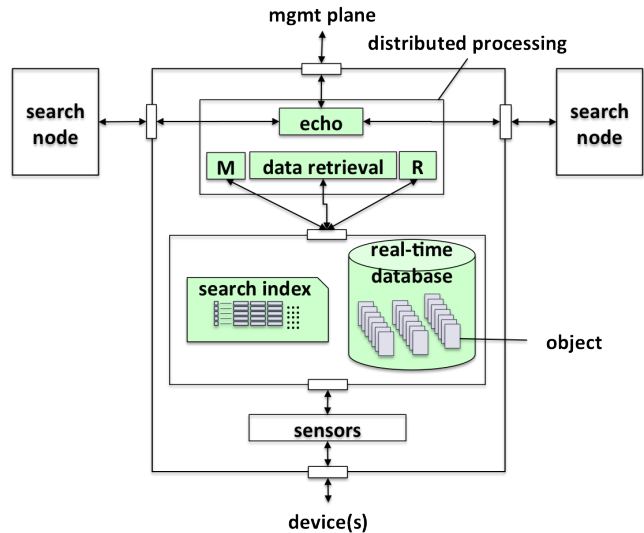 mgmt plane
distributed processing
search
node
echo
search
node
M
data retrieval
R
real-time
database
search index
object
sensors
device(s)